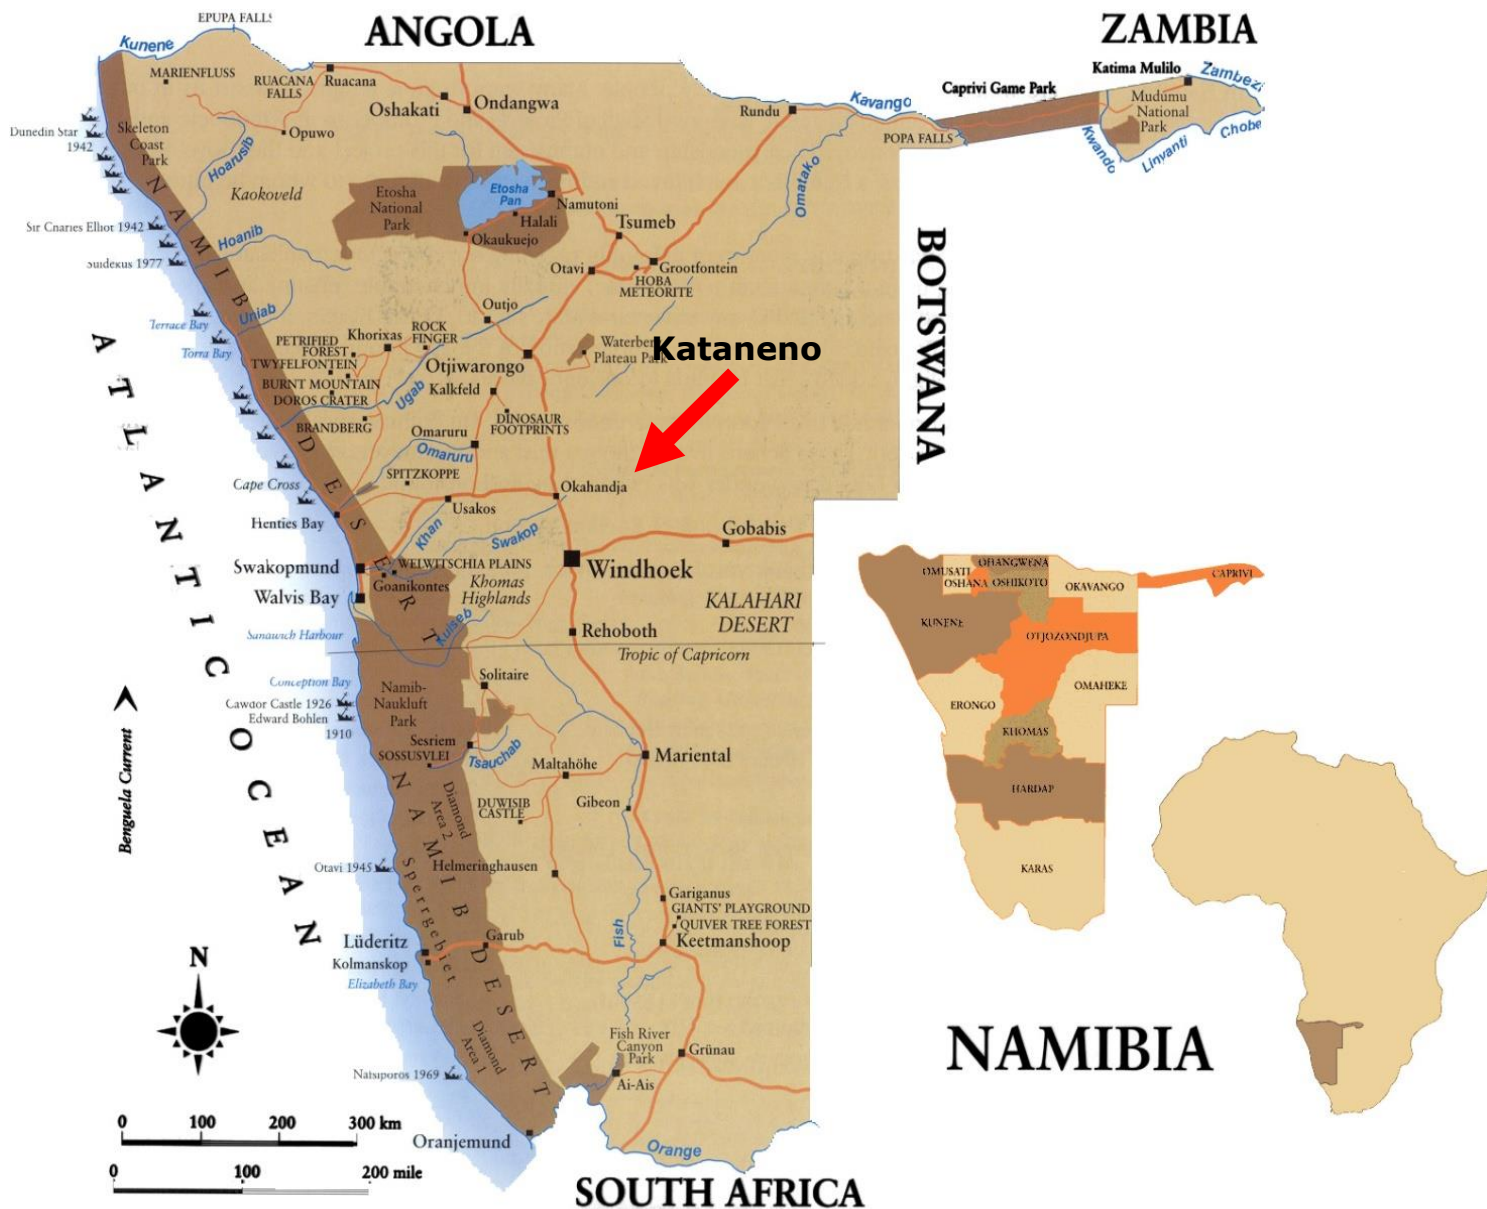 EPUPA FALLS
ANGOLA
ZAMBIA
Kunene
MARIENFLUSS
RUACANA
FALLS
Ruacana
Oshakati
Ondangwa
Opuwo
Rundu
Kavango
Caprivi Game Park
Katima Mulilo
Zambezi
Mudumu
National
Park
POPA FALLS
Kwando
Linyanti
Chobe
Dunedin Star
1942
Skeleton
Coast
Park
Hoarusib
Kaokoveld
Etosha
National
Park
Etosha
Pan
Namutoni
Halali
Okaukuejo
Omatako
Tsumeb
Sir Charles Elliot 1942
Hoanib
Suidekus 1977
Otavi
Grootfontein
HOBA
METEORITE
BOTSWANA
NAMIB DESERT
Terrace Bay
Uniab
Torra Bay
Outjo
PETRIFIED
FOREST
Khorixas
ROCK
FINGER
TWYFELFONTEIN
BURNT MOUNTAIN
DOROS CRATER
Ugab
BRANDBERG
Otjiwarongo
Waterberg
Plateau Park
Kataneno
Kalkfeld
DINOSAUR
FOOTPRINTS
Omaruru
Omaruru
SPITZKOPPE
ATLANTIC OCEAN
Cape Cross
Henties Bay
Usakos
Okahandja
Khan
Swakop
Gobabis
Swakopmund
Walvis Bay
WELWITSCHIA PLAINS
Goanikontes
Khomas
Highlands
Windhoek
KALAHARI
DESERT
Sandwich Harbour
Kuiseb
Rehoboth
Tropic of Capricorn
Conception Bay
Cawdor Castle 1926
Edward Bohlen
1910
Namib-
Naukluft
Park
Solitaire
Sesriem
SOSSUSVLEI
Tsauchab
Maltahöhe
Mariental
Benguela Current
NAMIB DESERT
Diamond
Area 2
DUWISIB
CASTLE
Gibeon
Otavi 1945
Sperrgebiet
Helmeringhausen
Gariganus
GIANTS' PLAYGROUND
QUIVER TREE FOREST
Keetmanshoop
Fish
Lüderitz
Garub
Kolmanskop
Elizabeth Bay
N
Diamond
Area 1
Fish River
Canyon
Park
Grünau
Ai-Ais
Natsiporos 1969
0 100 200 300 km
Oranjemund
Orange
0 100 200 mile
SOUTH AFRICA
OHANGWENA
OMUSATI
OSHANA
OSHIKOTO
OKAVANGO
CAPRIVI
KUNENE
OTJOZONDJUPA
OMAHEKE
ERONGO
KHOMAS
HARDAP
KARAS
NAMIBIA